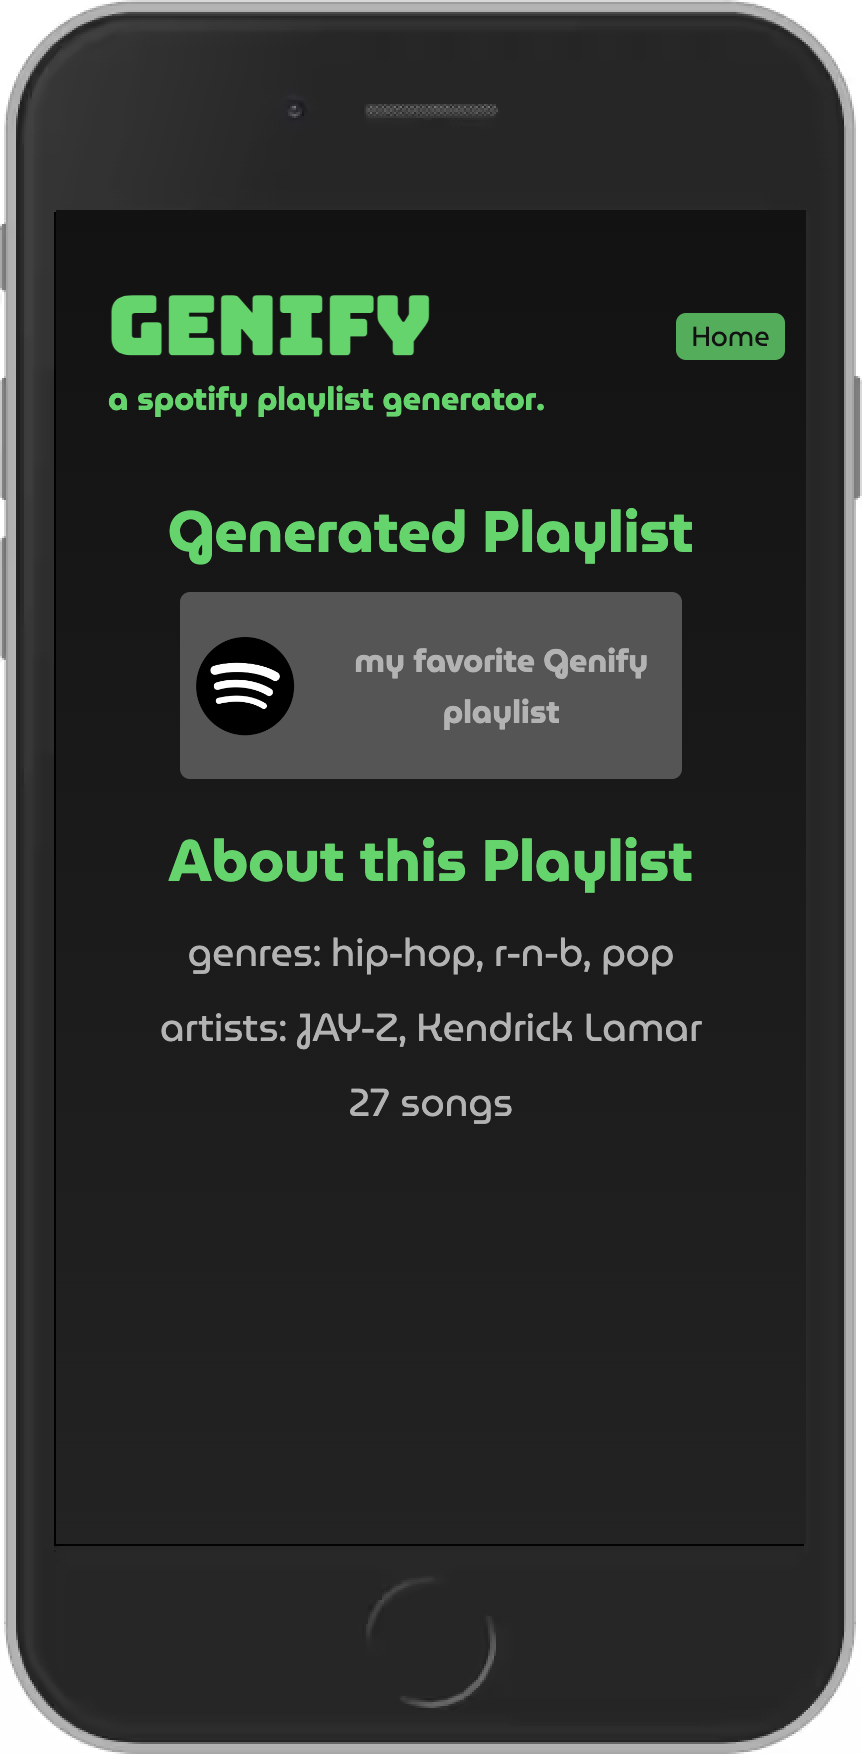 GENIFY
Home
a spotify playlist generator.
Generated Playlist
my favorite Genify
playlist
About this Playlist
genres: hip-hop, r-n-b, pop
artists: JAY-Z, Kendrick Lamar
27 songs